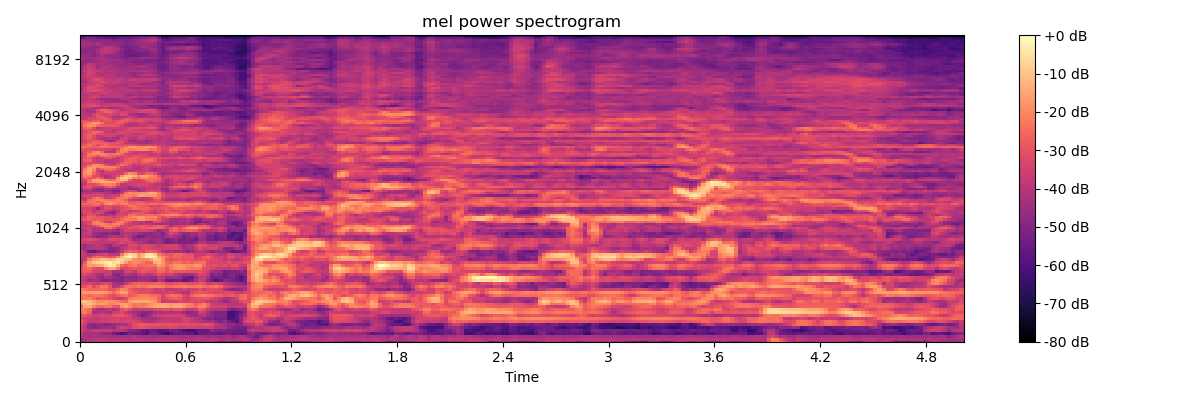 mel power spectrogram
Hz
8192
4096
2048
1024
512
0
0 0.6 1.2 1.8 2.4 3 3.6 4.2 4.8
Time
+0 dB
-10 dB
-20 dB
-30 dB
-40 dB
-50 dB
-60 dB
-70 dB
-80 dB